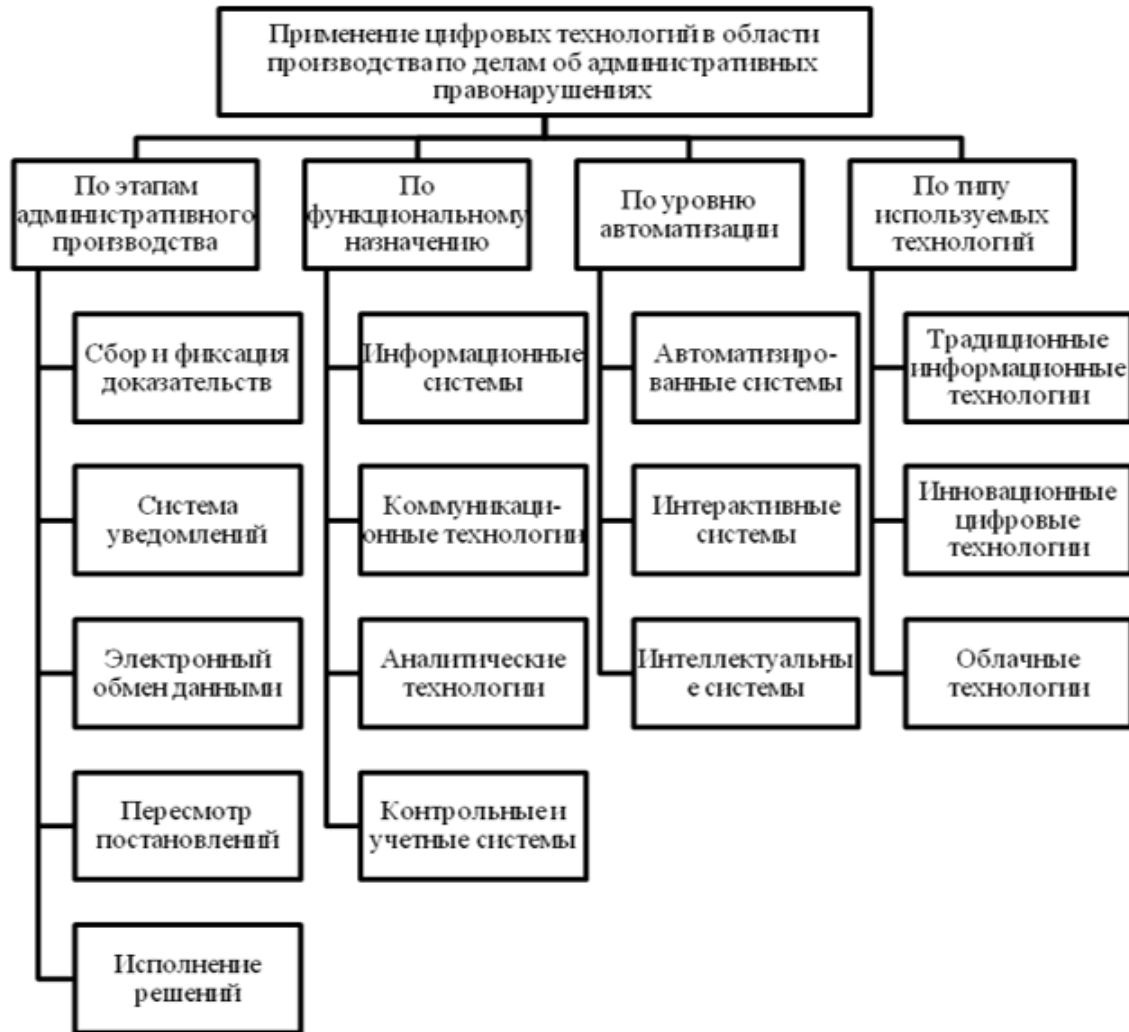 Применение цифровых технологий в области
производства по делам об административных
правонарушениях
По этапам
административного
производства
Сбор и фиксация
доказательств
Система
уведомлений
Электронный
обмен данными
Пересмотр
постановлений
Исполнение
решений
По
функциональному
назначению
Информационные
системы
Коммуникаци-
онные технологии
Аналитические
технологии
Контрольные и
учетные системы
По уровню
автоматизации
Автоматизиро-
ванные системы
Интерактивные
системы
Интеллектуальны
е системы
По типу
используемых
технологий
Традиционные
информационные
технологии
Инновационные
цифровые
технологии
Облачные
технологии